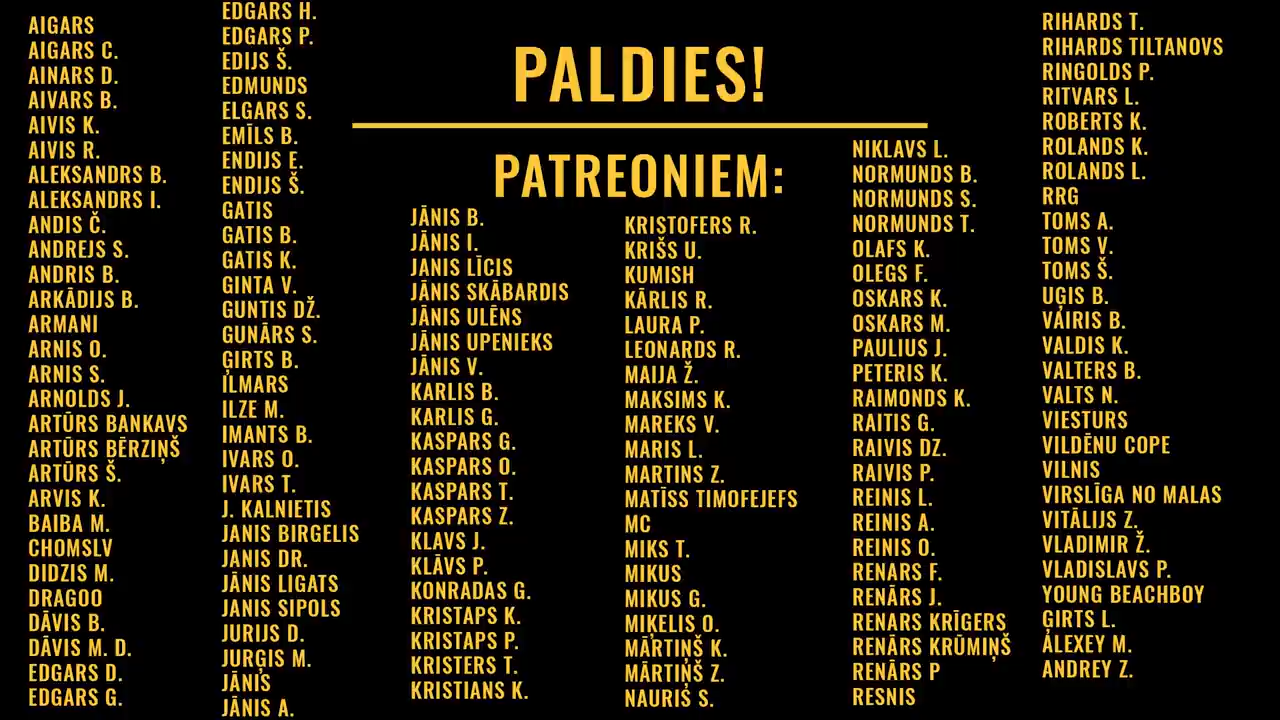 PALDIES!
PATREONIEM:
AIGARS
AIGARS C.
AINARS D.
AIVARS B.
AIVIS K.
AIVIS R.
ALEKSANDRS B.
ALEKSANDRS I.
ANDIS Č.
ANDREJS S.
ANDRIS B.
ARKĀDIJS B.
ARMANI
ARNIS O.
ARNIS S.
ARNOLDS J.
ARTŪRS BANKAVS
ARTŪRS BĒRZIŅŠ
ARTŪRS Š.
ARVIS K.
BAIBA M.
CHOMSLV
DIDZIS M.
DRAGOO
DĀVIS B.
DĀVIS M. D.
EDGARS D.
EDGARS G.
EDGARS H.
EDGARS P.
EDIJS Š.
EDMUNDS
ELGARS S.
EMĪLS B.
ENDIJS E.
ENDIJS Š.
GATIS
GATIS B.
GATIS K.
GINTA V.
GUNTIS DŽ.
GUNĀRS S.
ĢIRTS B.
ILMARS
ILZE M.
IMANTS B.
IVARS O.
IVARS T.
J. KALNIETIS
JANIS BIRGELIS
JANIS DR.
JĀNIS LIGATS
JANIS SIPOLS
JURIJS D.
JURĢIS M.
JĀNIS
JĀNIS A.
JĀNIS B.
JĀNIS I.
JANIS LĪCIS
JĀNIS SKĀBARDIS
JĀNIS ULĒNS
JĀNIS UPENIEKS
JĀNIS V.
KARLIS B.
KARLIS G.
KASPARS G.
KASPARS O.
KASPARS T.
KASPARS Z.
KLAVS J.
KLĀVS P.
KONRADAS G.
KRISTAPS K.
KRISTAPS P.
KRISTERS T.
KRISTIANS K.
KRISTOFERS R.
KRIŠS U.
KUMISH
KĀRLIS R.
LAURA P.
LEONARDS R.
MAIJA Ž.
MAKSIMS K.
MAREKS V.
MARIS L.
MARTINS Z.
MATĪSS TIMOFEJEFS
MC
MIKS T.
MIKUS
MIKUS G.
MIĶELIS O.
MĀRTIŅŠ K.
MĀRTIŅŠ Z.
NAURIS S.
NIKLAVS L.
NORMUNDS B.
NORMUNDS S.
NORMUNDS T.
OLAFS K.
OLEGS F.
OSKARS K.
OSKARS M.
PAULIUS J.
PETERIS K.
RAIMONDS K.
RAITIS G.
RAIVIS DZ.
RAIVIS P.
REINIS L.
REINIS A.
REINIS O.
RENARS F.
RENĀRS J.
RENARS KRĪGERS
RENĀRS KRŪMIŅŠ
RENĀRS P
RESNIS
RIHARDS T.
RIHARDS TILTANOVS
RINGOLDS P.
RITVARS L.
ROBERTS K.
ROLANDS K.
ROLANDS L.
RRG
TOMS A.
TOMS V.
TOMS Š.
UĢIS B.
VAIRIS B.
VALDIS K.
VALTERS B.
VALTS N.
VIESTURS
VILDĒNU COPE
VILNIS
VIRSLĪGA NO MALAS
VITĀLIJS Z.
VLADIMIR Ž.
VLADISLAVS P.
YOUNG BEACHBOY
ĢIRTS L.
ALEXEY M.
ANDREY Z.